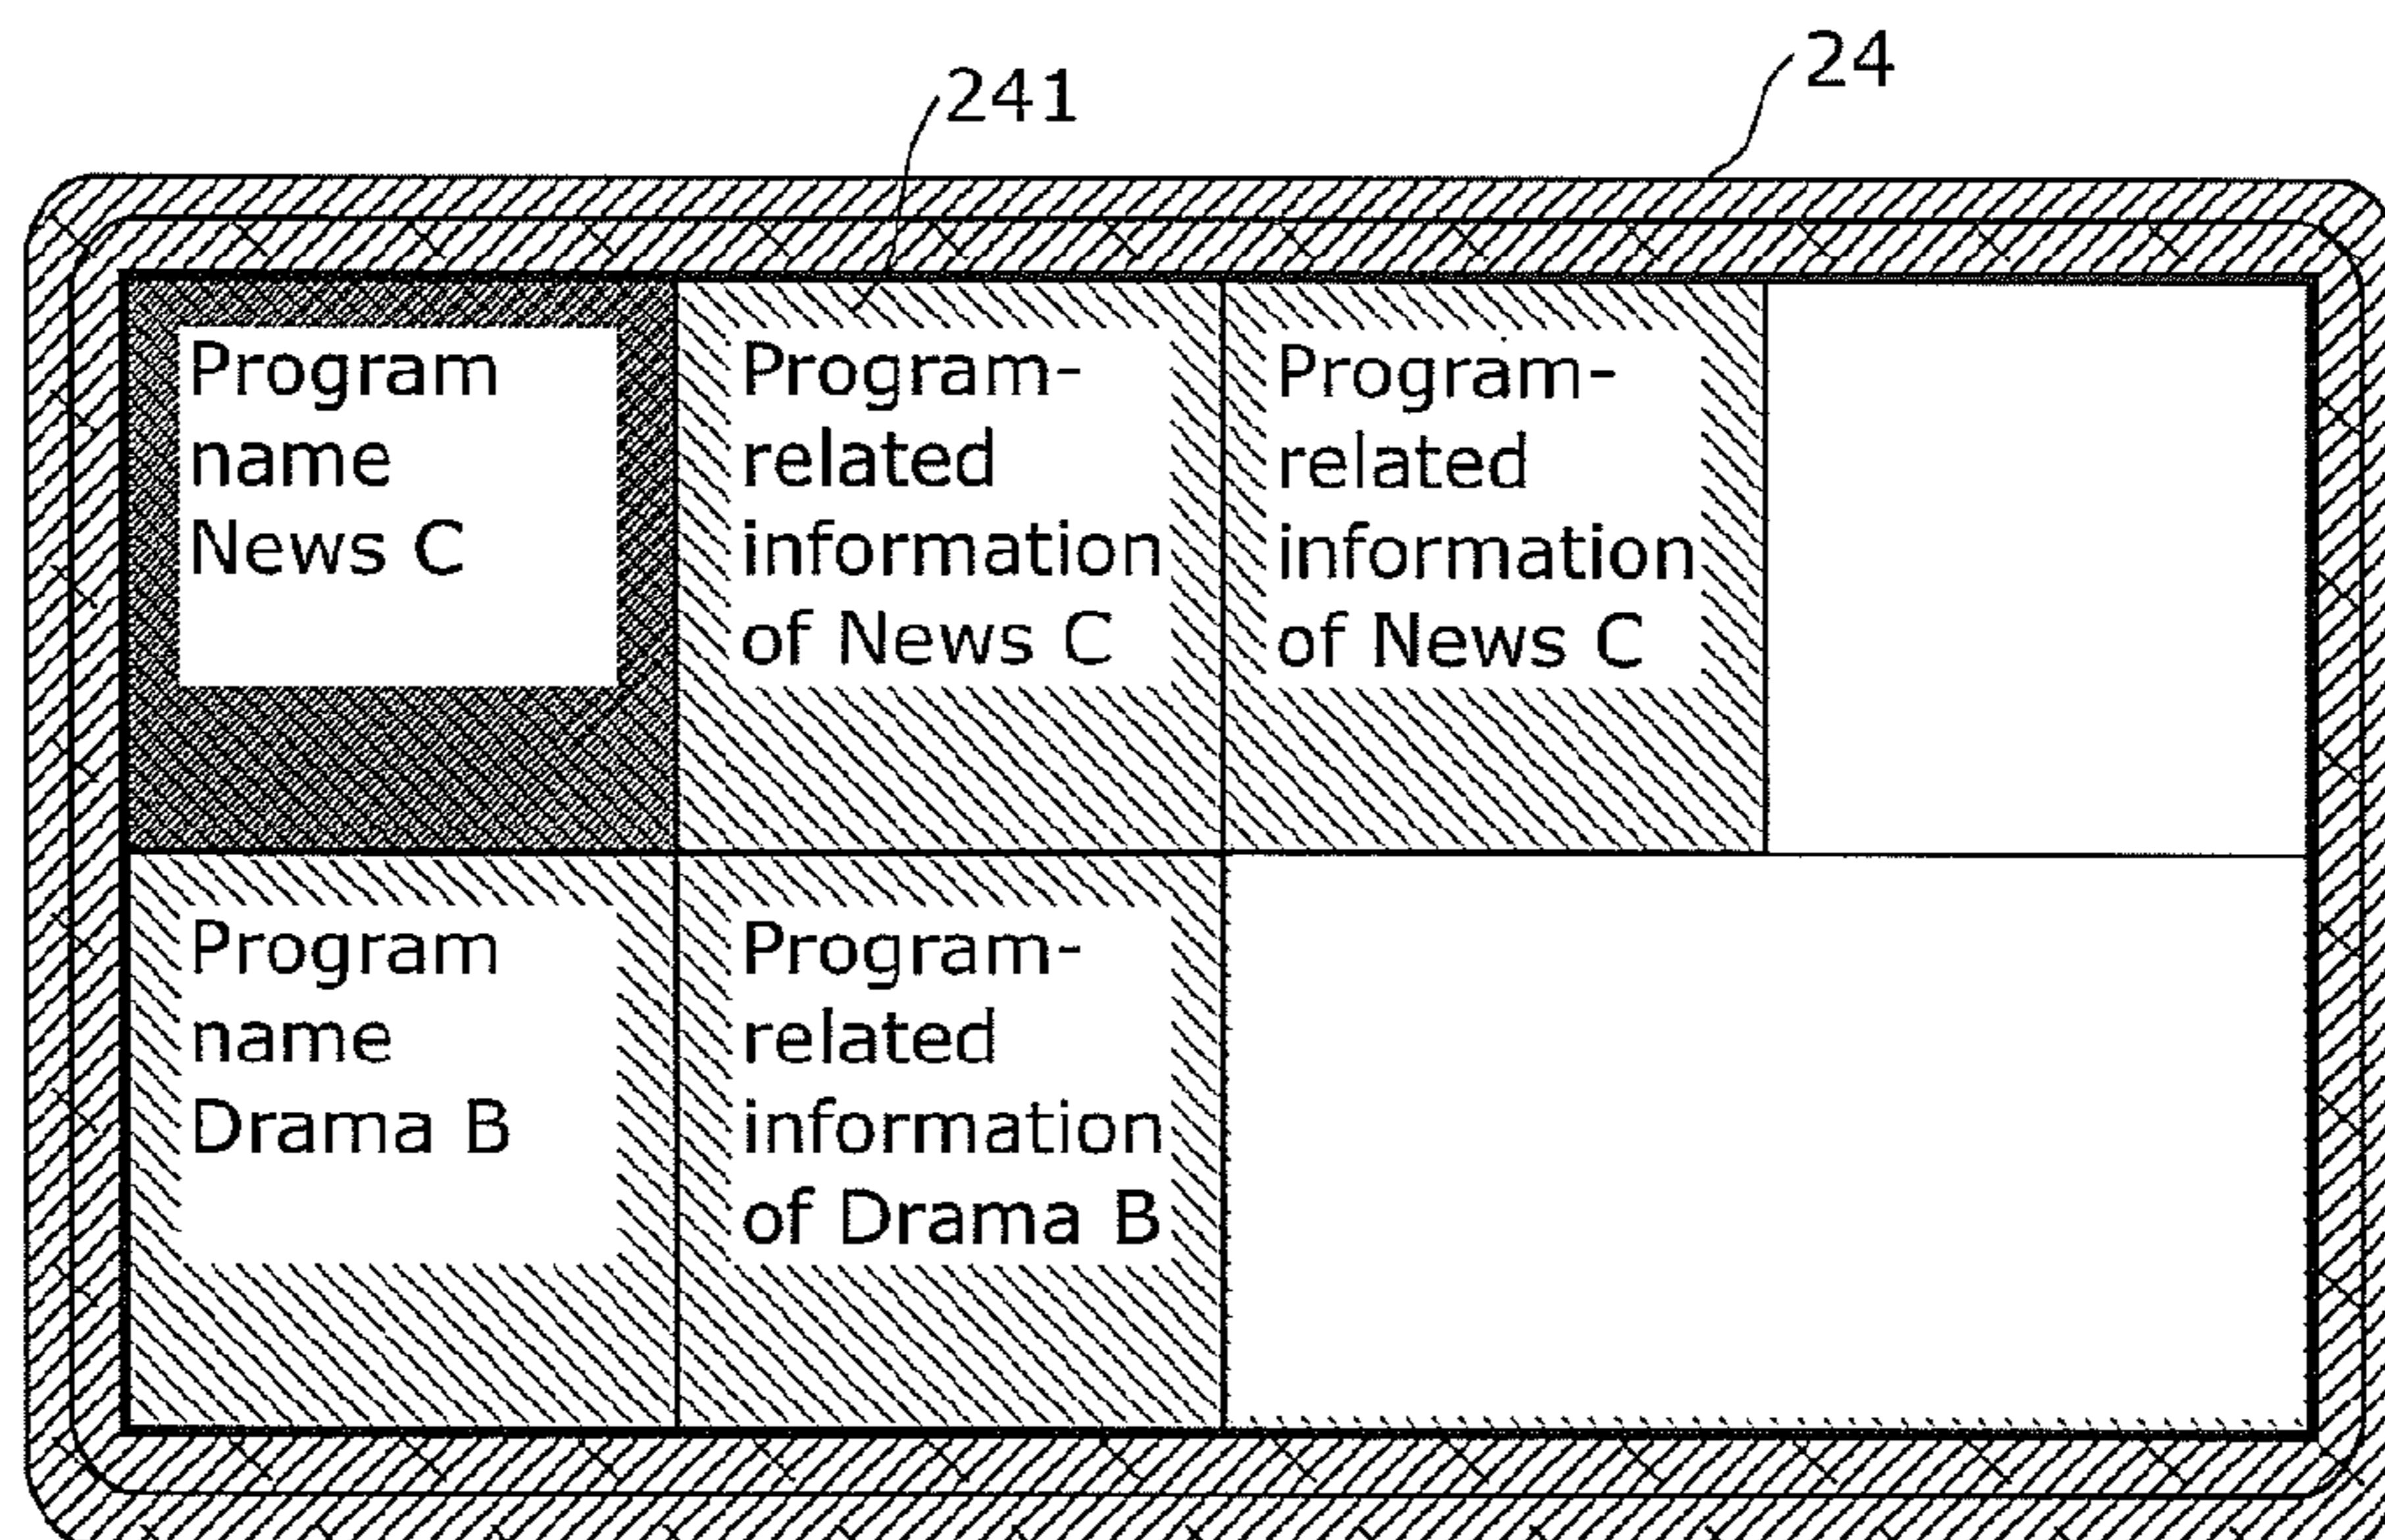 24
241
Program
name
News C
Program-
related
information
of News C
Program-
related
information
of News C
Program
name
Drama B
Program-
related
information
of Drama B